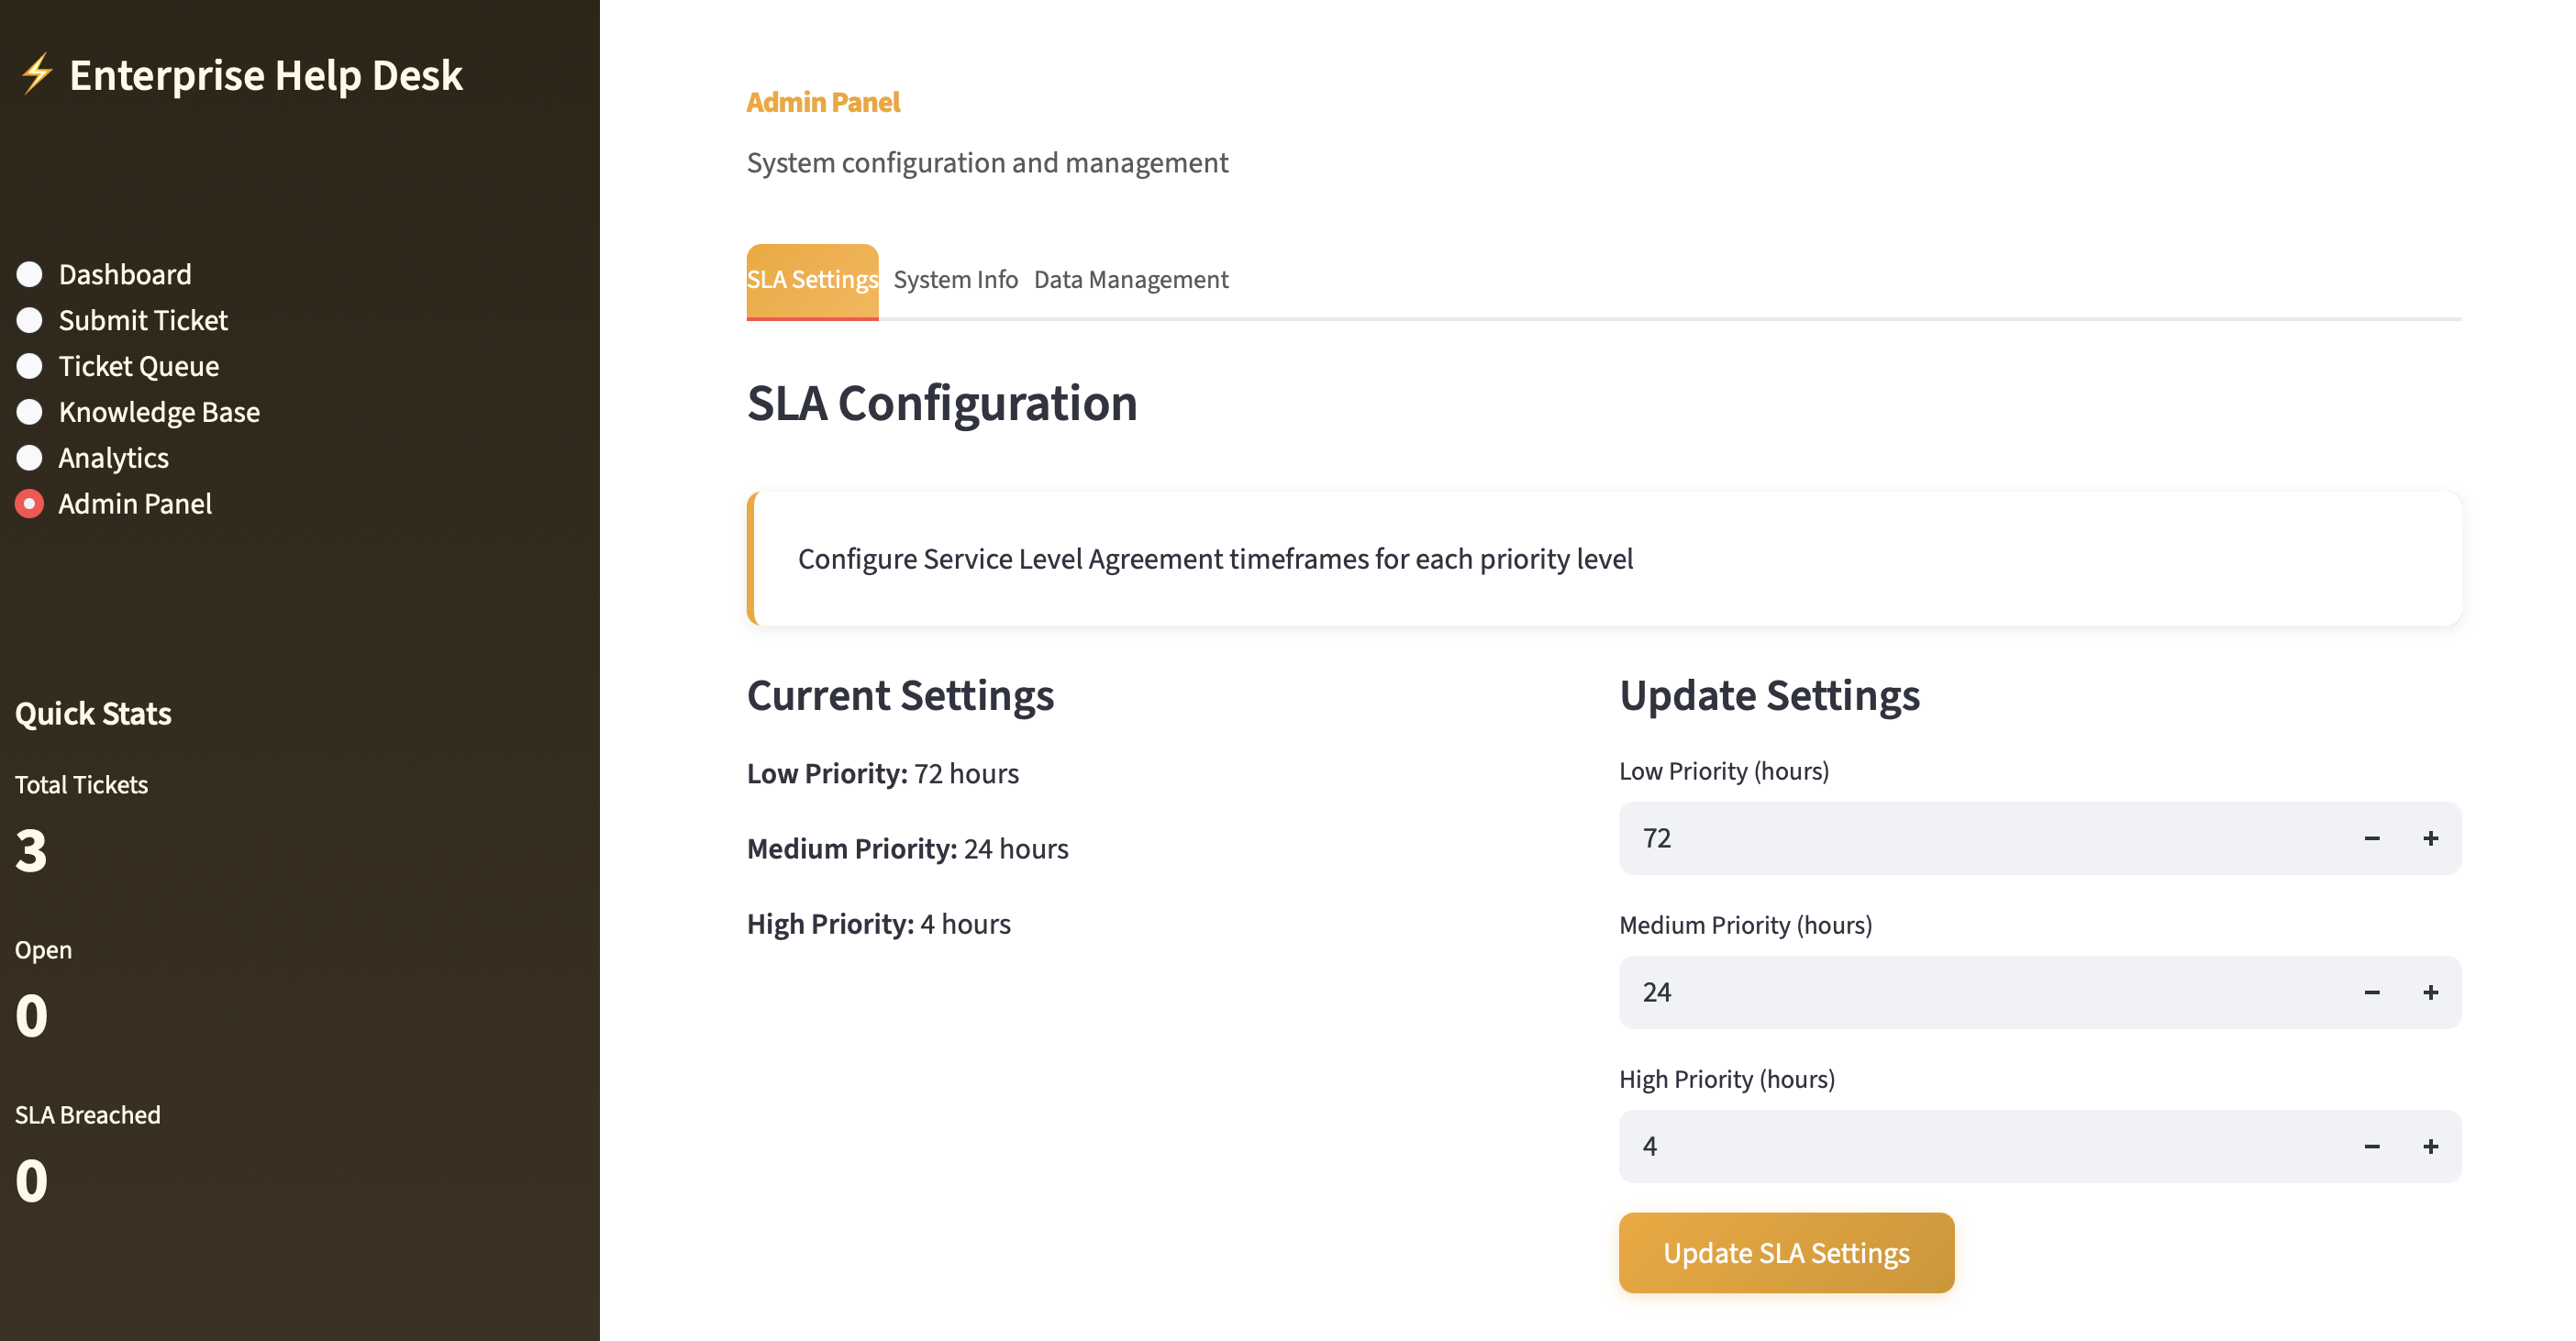 ⚡ Enterprise Help Desk
Dashboard
Submit Ticket
Ticket Queue
Knowledge Base
Analytics
Admin Panel
Quick Stats
Total Tickets
3
Open
0
SLA Breached
0
Admin Panel
System configuration and management
SLA Settings System Info Data Management
SLA Configuration
Configure Service Level Agreement timeframes for each priority level
Current Settings
Low Priority: 72 hours
Medium Priority: 24 hours
High Priority: 4 hours
Update Settings
Low Priority (hours)
72 − +
Medium Priority (hours)
24 − +
High Priority (hours)
4 − +
Update SLA Settings